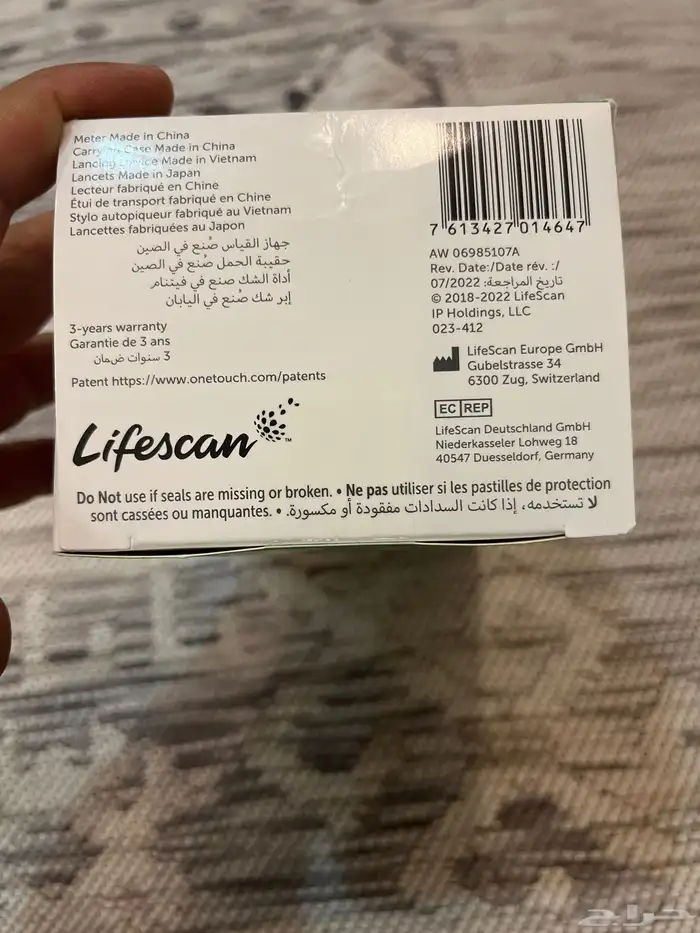 Meter Made in China
Carrying Case Made in China
Lancing Device Made in Vietnam
Lancets Made in Japan
Lecteur fabriqué en Chine
Étui de transport fabriqué en Chine
Stylo autopiqueur fabriqué au Vietnam
Lancettes fabriquées au Japon
جهاز القياس صُنع في الصين
حقيبة الحمل صُنع في الصين
أداة الشك صنع في فيتنام
إبر شك صُنع في اليابان
3-years warranty
Garantie de 3 ans
3 سنوات ضمان
Patent https://www.onetouch.com/patents
Lifescan™
7 613427 014647
AW 06985107A
Rev. Date:/Date rév. :/
تاريخ المراجعة: 07/2022
© 2018-2022 LifeScan
IP Holdings, LLC
023-412
LifeScan Europe GmbH
Gubelstrasse 34
6300 Zug, Switzerland
EC REP
LifeScan Deutschland GmbH
Niederkasseler Lohweg 18
40547 Duesseldorf, Germany
Do Not use if seals are missing or broken. • Ne pas utiliser si les pastilles de protection
sont cassées ou manquantes. • لا تستخدمه، إذا كانت السدادات مفقودة أو مكسورة.
حراج